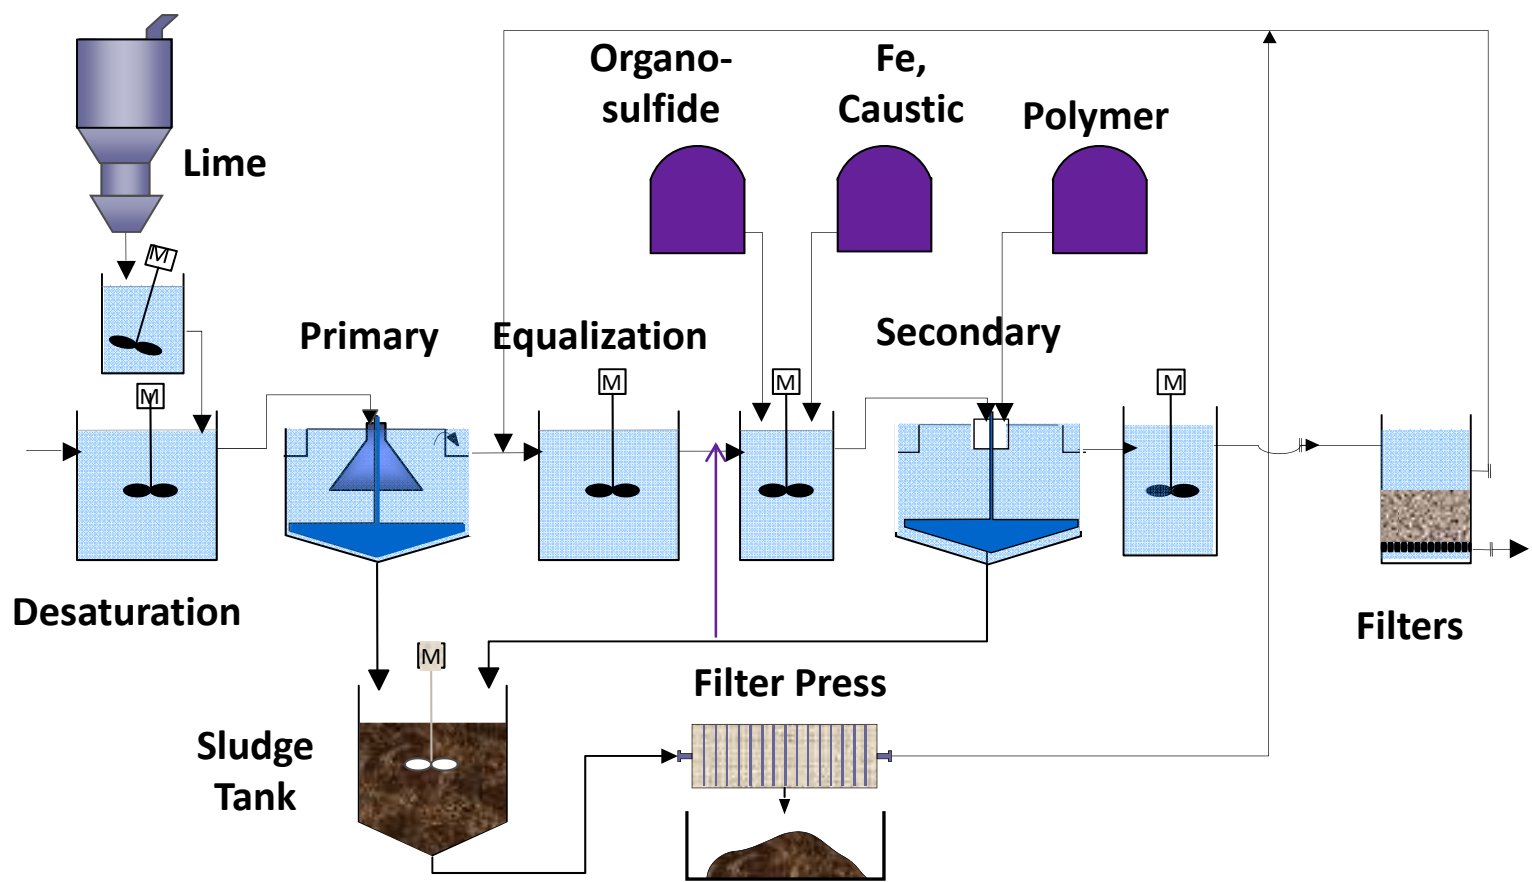 Organo-
sulfide
Fe,
Caustic
Polymer
Lime
M
Primary
Equalization
Secondary
M
M
M
M
Desaturation
Filters
M
Filter Press
Sludge
Tank